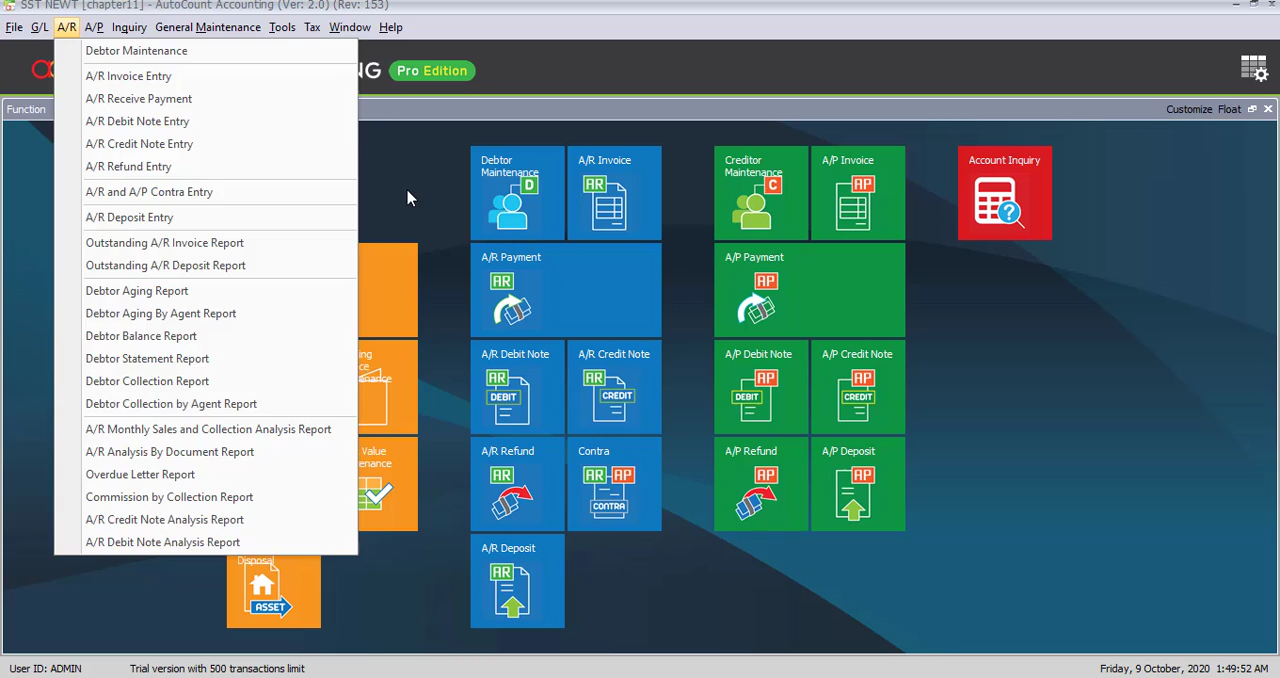 SST NEWT [chapter11] - AutoCount Accounting (Ver: 2.0) (Rev: 153)
File G/L A/R A/P Inquiry General Maintenance Tools Tax Window Help
Pro Edition
Function
Customize Float
Debtor Maintenance
A/R Invoice Entry
A/R Receive Payment
A/R Debit Note Entry
A/R Credit Note Entry
A/R Refund Entry
A/R and A/P Contra Entry
A/R Deposit Entry
Outstanding A/R Invoice Report
Outstanding A/R Deposit Report
Debtor Aging Report
Debtor Aging By Agent Report
Debtor Balance Report
Debtor Statement Report
Debtor Collection Report
Debtor Collection by Agent Report
A/R Monthly Sales and Collection Analysis Report
A/R Analysis By Document Report
Overdue Letter Report
Commission by Collection Report
A/R Credit Note Analysis Report
A/R Debit Note Analysis Report
Value
Disposal
ASSET
Debtor
Maintenance
D
A/R Invoice
AR
A/R Payment
AR
A/R Debit Note
AR
DEBIT
A/R Credit Note
AR
CREDIT
A/R Refund
AR
Contra
AR AP
CONTRA
A/R Deposit
AR
Creditor
Maintenance
C
A/P Invoice
AP
A/P Payment
AP
A/P Debit Note
AP
DEBIT
A/P Credit Note
AP
CREDIT
A/P Refund
AP
A/P Deposit
AP
Account Inquiry
?
User ID: ADMIN
Trial version with 500 transactions limit
Friday, 9 October, 2020 1:49:52 AM